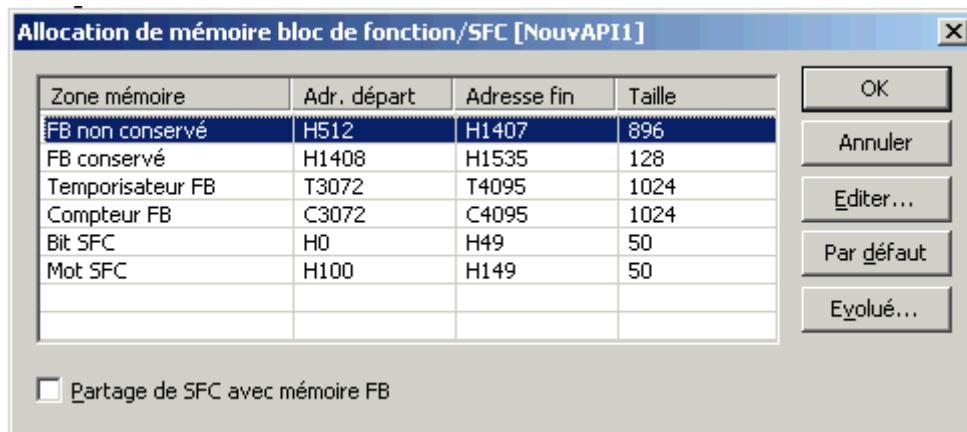 Allocation de mémoire bloc de fonction/SFC [NouvAPI1]
Zone mémoire Adr. départ Adresse fin Taille
FB non conservé H512 H1407 896
FB conservé H1408 H1535 128
Temporisateur FB T3072 T4095 1024
Compteur FB C3072 C4095 1024
Bit SFC H0 H49 50
Mot SFC H100 H149 50
OK
Annuler
Editer...
Par défaut
Evolué...
Partage de SFC avec mémoire FB